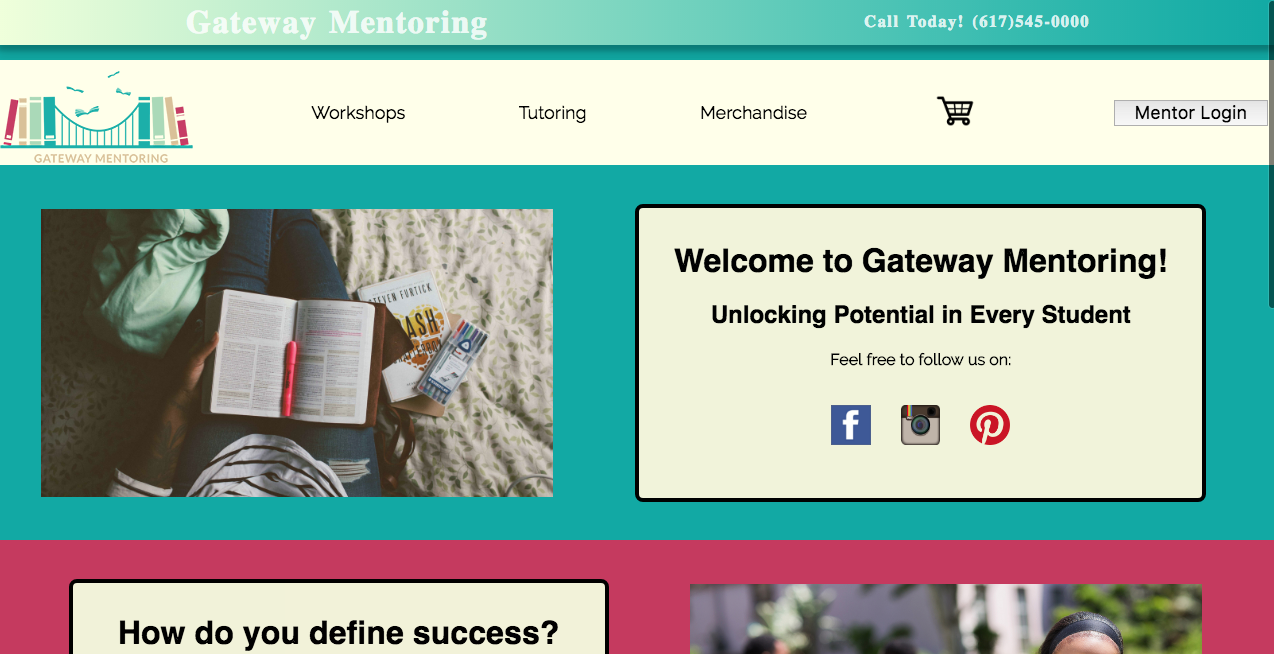 Gateway Mentoring
Call Today! (617)545-0000
GATEWAY MENTORING
Workshops
Tutoring
Merchandise
Mentor Login
STEVEN FURTICK
Welcome to Gateway Mentoring!
Unlocking Potential in Every Student
Feel free to follow us on:
How do you define success?